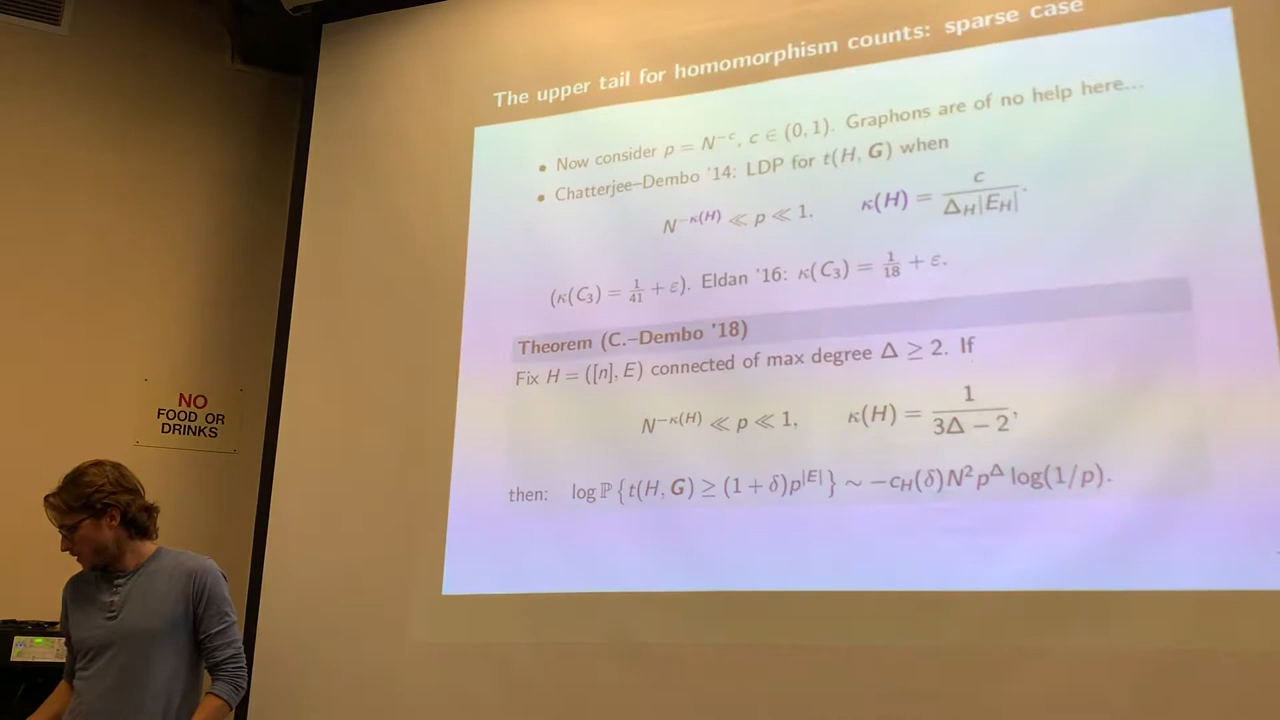 The upper tail for homomorphism counts: sparse case
• Now consider p = N^{-c}, c ∈ (0, 1). Graphons are of no help here...
• Chatterjee–Dembo '14: LDP for t(H, G) when
N^{-κ(H)} ≪ p ≪ 1, κ(H) = c / Δ_H|E_H|.
(κ(C₃) = 1/41 + ε). Eldan '16: κ(C₃) = 1/18 + ε.
Theorem (C.–Dembo '18)
Fix H = ([n], E) connected of max degree Δ ≥ 2. If
N^{-κ(H)} ≪ p ≪ 1, κ(H) = 1 / 3Δ − 2,
then: log ℙ{t(H, G) ≥ (1 + δ)p^{|E|}} ∼ −c_H(δ)N²p^Δ log(1/p).
NO
FOOD OR
DRINKS